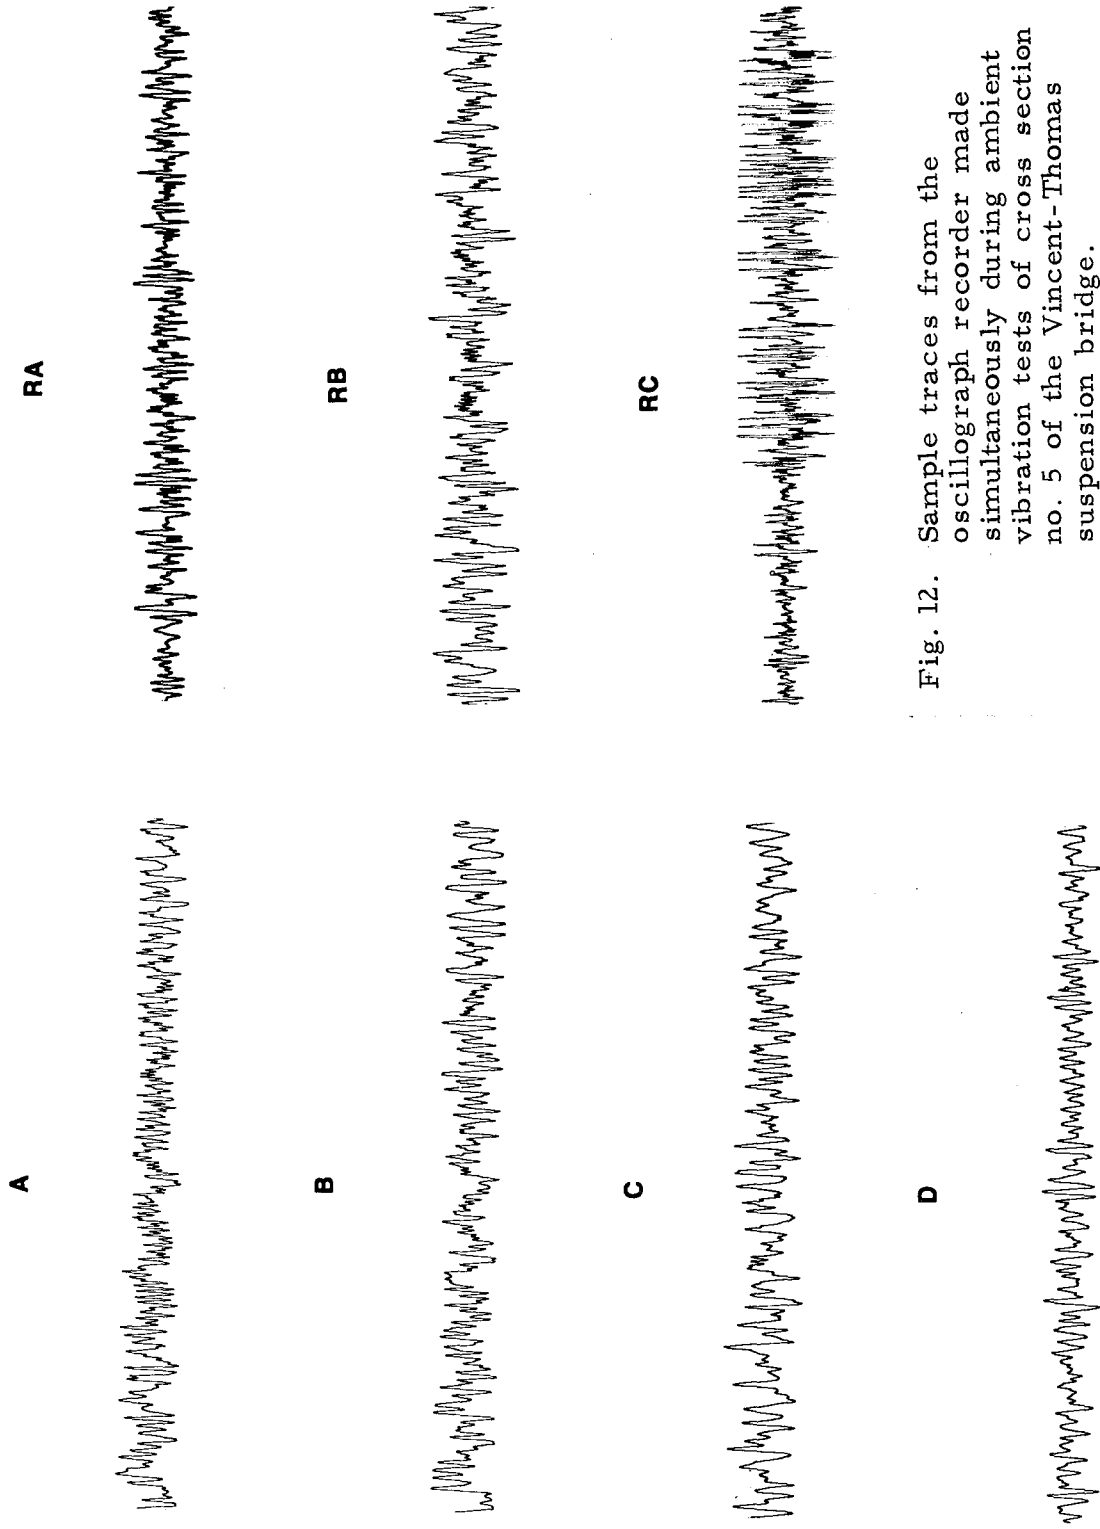 A
B
C
D
RA
RB
RC
Fig. 12. Sample traces from the
oscillograph recorder made
simultaneously during ambient
vibration tests of cross section
no. 5 of the Vincent-Thomas
suspension bridge.